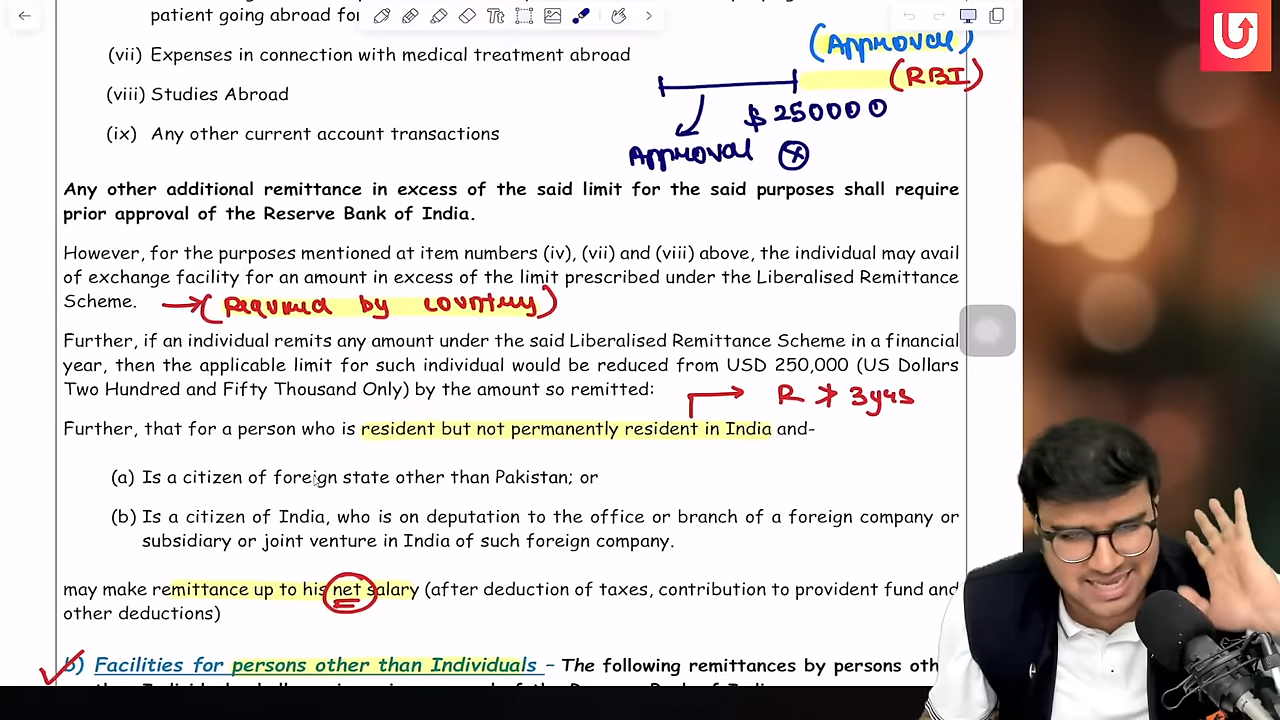 patient going abroad for
Tt
(Approval)
(vii) Expenses in connection with medical treatment abroad
(RBI)
(viii) Studies Abroad
$ 250000
(ix) Any other current account transactions
Approval
Any other additional remittance in excess of the said limit for the said purposes shall require
prior approval of the Reserve Bank of India.
However, for the purposes mentioned at item numbers (iv), (vii) and (viii) above, the individual may avail
of exchange facility for an amount in excess of the limit prescribed under the Liberalised Remittance
Scheme. (Required by country)
Further, if an individual remits any amount under the said Liberalised Remittance Scheme in a financial
year, then the applicable limit for such individual would be reduced from USD 250,000 (US Dollars
Two Hundred and Fifty Thousand Only) by the amount so remitted:
R ≯ 3yrs
Further, that for a person who is resident but not permanently resident in India and-
(a) Is a citizen of foreign state other than Pakistan; or
(b) Is a citizen of India, who is on deputation to the office or branch of a foreign company or
subsidiary or joint venture in India of such foreign company.
may make remittance up to his net salary (after deduction of taxes, contribution to provident fund and
other deductions)
b) Facilities for persons other than Individuals – The following remittances by persons oth